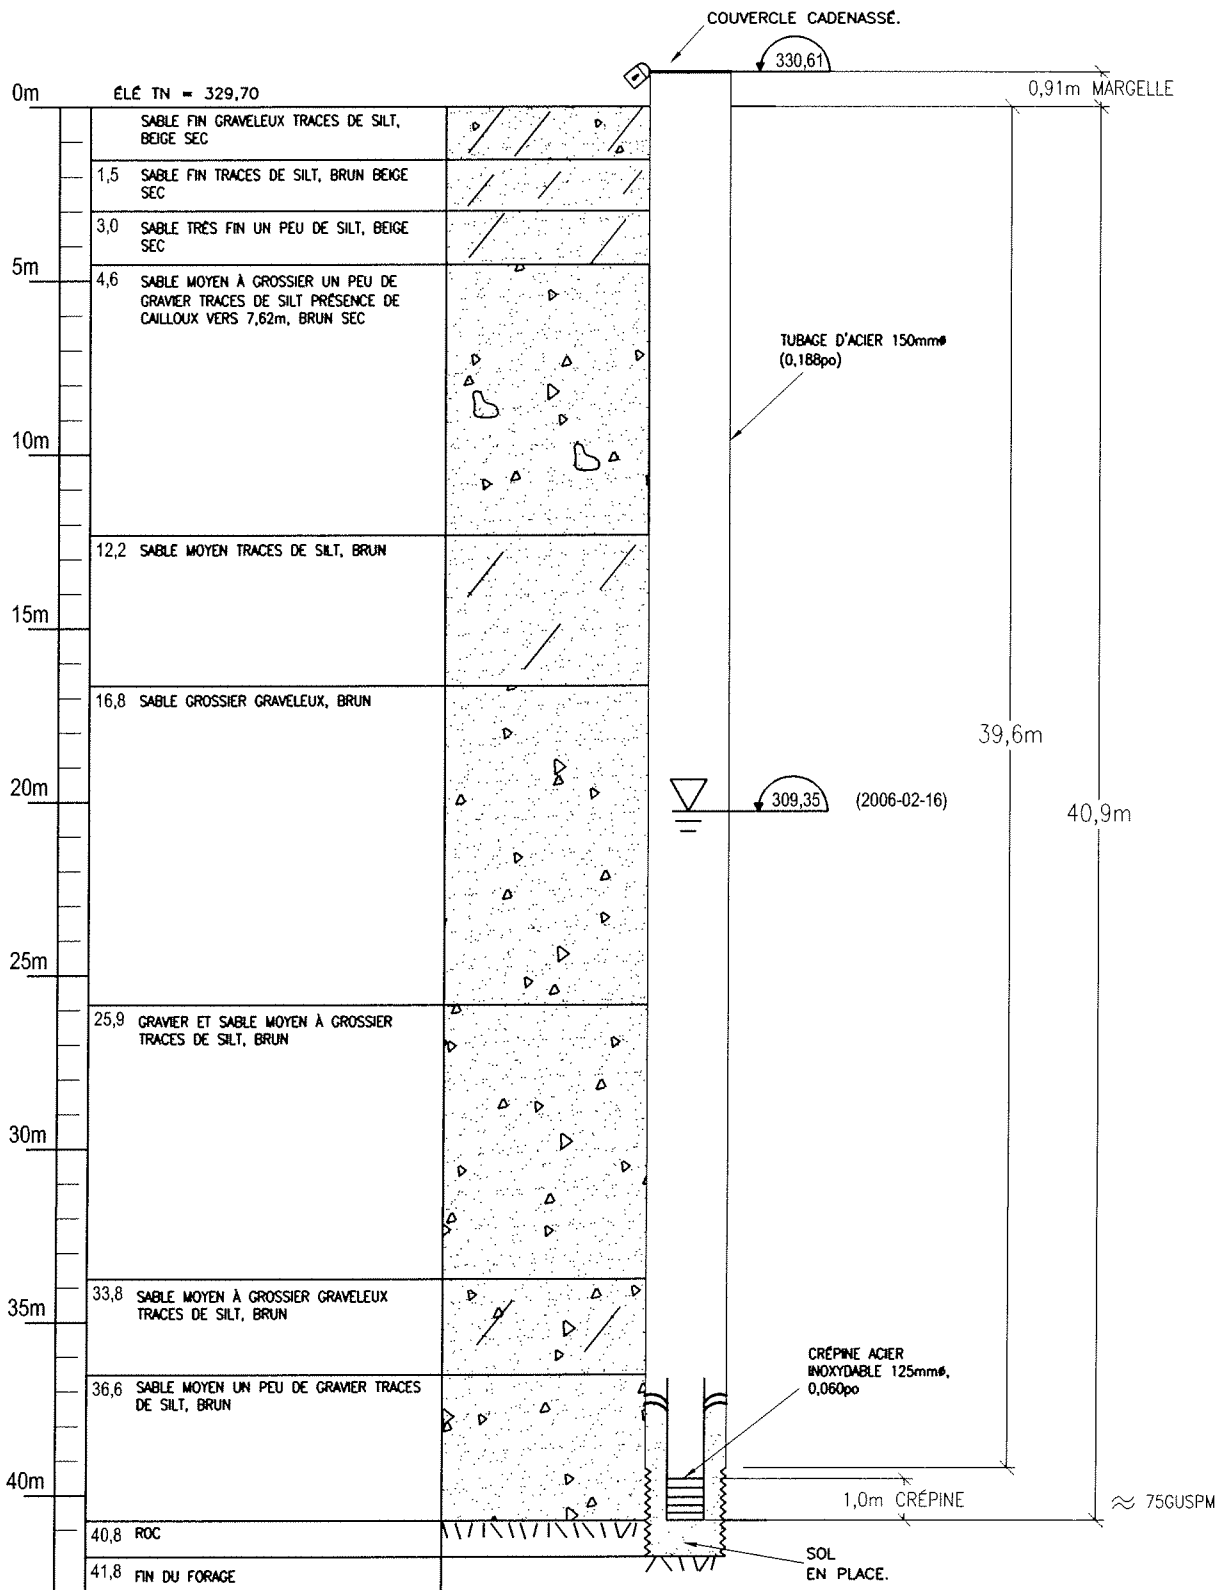 COUVERCLE CADENASSÉ.
330,61
0m
ÉLÉ TN = 329,70
0,91m MARGELLE
SABLE FIN GRAVELEUX TRACES DE SILT,
BEIGE SEC
1,5 SABLE FIN TRACES DE SILT, BRUN BEIGE
SEC
3,0 SABLE TRÈS FIN UN PEU DE SILT, BEIGE
SEC
5m
4,6 SABLE MOYEN À GROSSIER UN PEU DE
GRAVIER TRACES DE SILT PRÉSENCE DE
CAILLOUX VERS 7,62m, BRUN SEC
TUBAGE D'ACIER 150mmø
(0,188po)
10m
12,2 SABLE MOYEN TRACES DE SILT, BRUN
15m
16,8 SABLE GROSSIER GRAVELEUX, BRUN
39,6m
20m
309,35 (2006-02-16)
40,9m
25m
25,9 GRAVIER ET SABLE MOYEN À GROSSIER
TRACES DE SILT, BRUN
30m
33,8 SABLE MOYEN À GROSSIER GRAVELEUX
TRACES DE SILT, BRUN
35m
CRÉPINE ACIER
INOXYDABLE 125mmø,
0,060po
36,6 SABLE MOYEN UN PEU DE GRAVIER TRACES
DE SILT, BRUN
40m
1,0m CRÉPINE
≈ 75GUSPM
40,8 ROC
SOL
EN PLACE.
41,8 FIN DU FORAGE